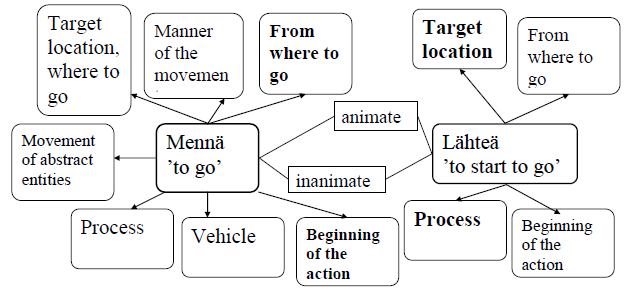 Target
location,
where to
go
Manner
of the
movemen
From
where to
go
Target
location
From
where to
go
animate
Movement
of abstract
entities
Mennä
’to go’
inanimate
Lähteä
’to start to go’
Process
Vehicle
Beginning
of the
action
Process
Beginning
of the
action